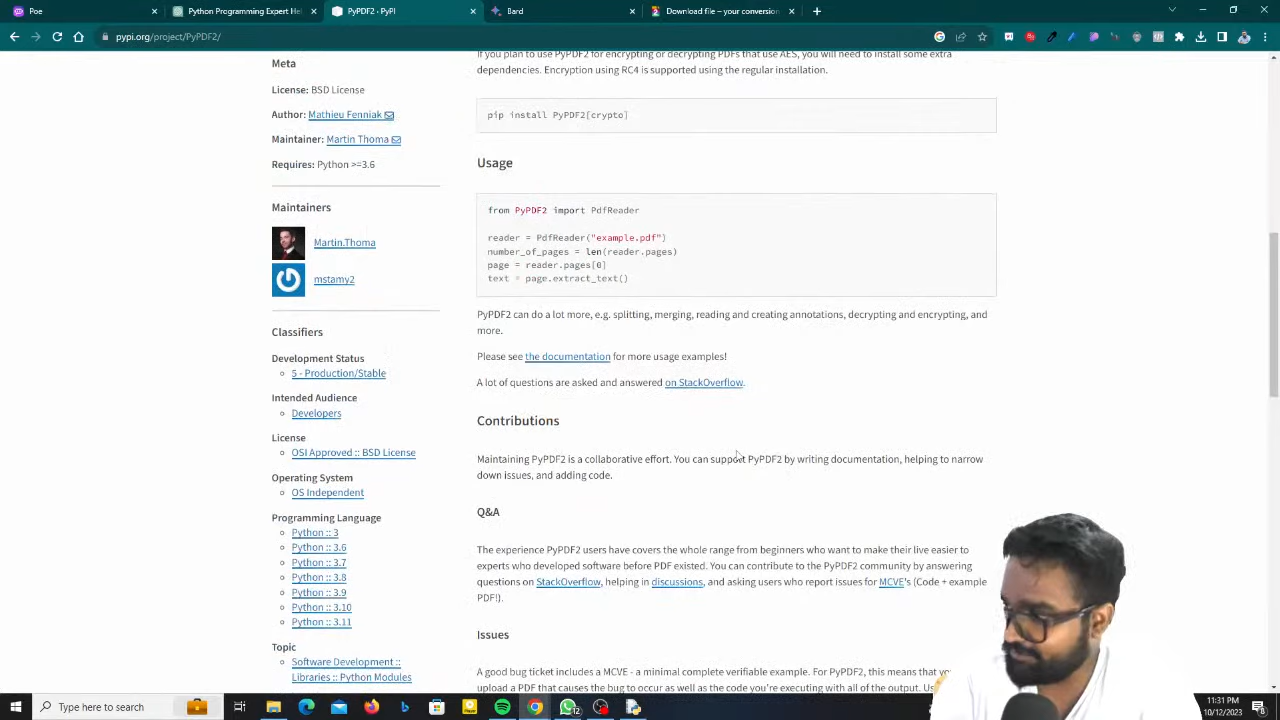 Poe
Python Programming Expert Hel
PyPDF2 · PyPI
Bard
Download file – your conversion
pypi.org/project/PyPDF2/
If you plan to use PyPDF2 for encrypting or decrypting PDFs that use AES, you will need to install some extra
dependencies. Encryption using RC4 is supported using the regular installation.
pip install PyPDF2[crypto]
Usage
from PyPDF2 import PdfReader
reader = PdfReader("example.pdf")
number_of_pages = len(reader.pages)
page = reader.pages[0]
text = page.extract_text()
PyPDF2 can do a lot more, e.g. splitting, merging, reading and creating annotations, decrypting and encrypting, and
more.
Please see the documentation for more usage examples!
A lot of questions are asked and answered on StackOverflow.
Contributions
Maintaining PyPDF2 is a collaborative effort. You can support PyPDF2 by writing documentation, helping to narrow
down issues, and adding code.
Q&A
The experience PyPDF2 users have covers the whole range from beginners who want to make their live easier to
experts who developed software before PDF existed. You can contribute to the PyPDF2 community by answering
questions on StackOverflow, helping in discussions, and asking users who report issues for MCVE's (Code + example
PDF!).
Issues
A good bug ticket includes a MCVE - a minimal complete verifiable example. For PyPDF2, this means that
upload a PDF that causes the bug to occur as well as the code you're executing with all of the output.
Meta
License: BSD License
Author: Mathieu Fenniak
Maintainer: Martin Thoma
Requires: Python >=3.6
Maintainers
Martin.Thoma
mstamy2
Classifiers
Development Status
5 - Production/Stable
Intended Audience
Developers
License
OSI Approved :: BSD License
Operating System
OS Independent
Programming Language
Python :: 3
Python :: 3.6
Python :: 3.7
Python :: 3.8
Python :: 3.9
Python :: 3.10
Python :: 3.11
Topic
Software Development ::
Libraries :: Python Modules
Type here to search
11:31 PM
10/12/2023